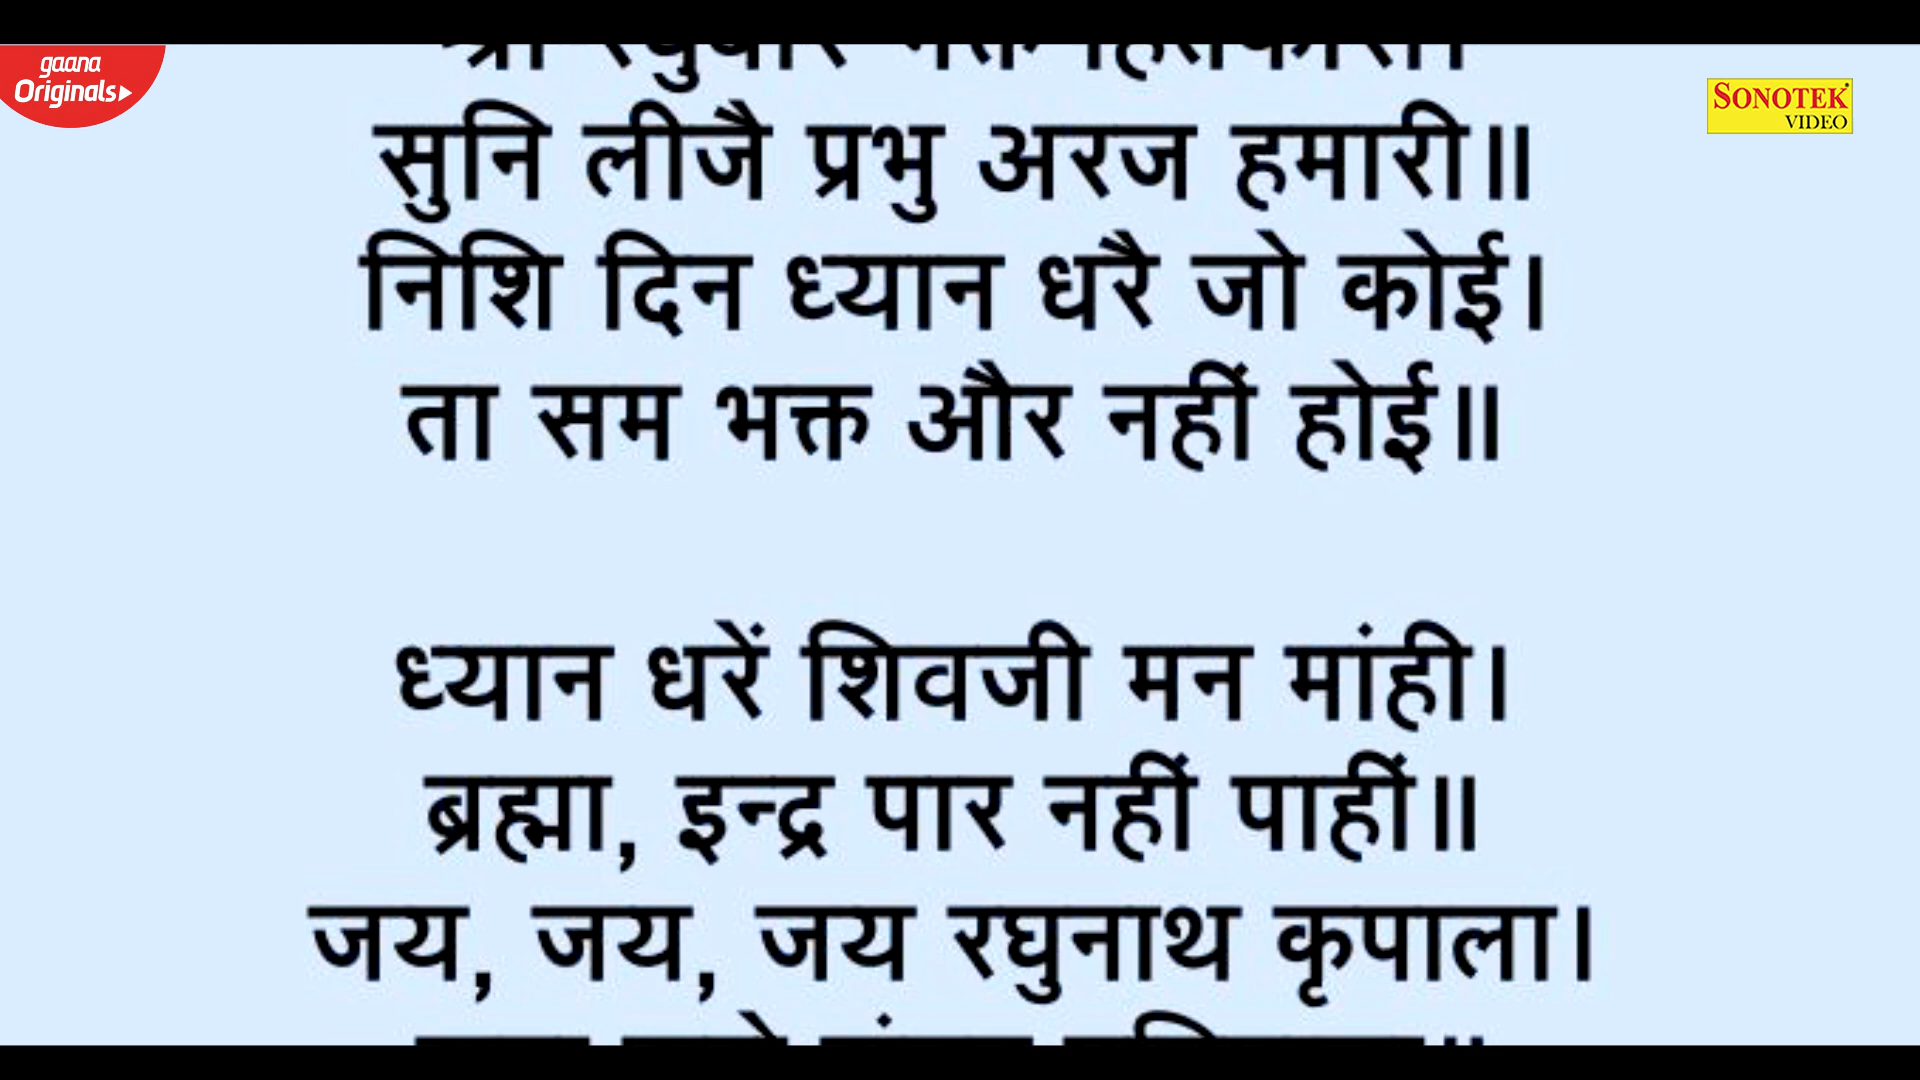 gaana
Originals
SONOTEK
VIDEO
सुनि लीजै प्रभु अरज हमारी॥
निशि दिन ध्यान धरै जो कोई।
ता सम भक्त और नहीं होई॥
ध्यान धरें शिवजी मन मांही।
ब्रह्मा, इन्द्र पार नहीं पाहीं॥
जय, जय, जय रघुनाथ कृपाला।